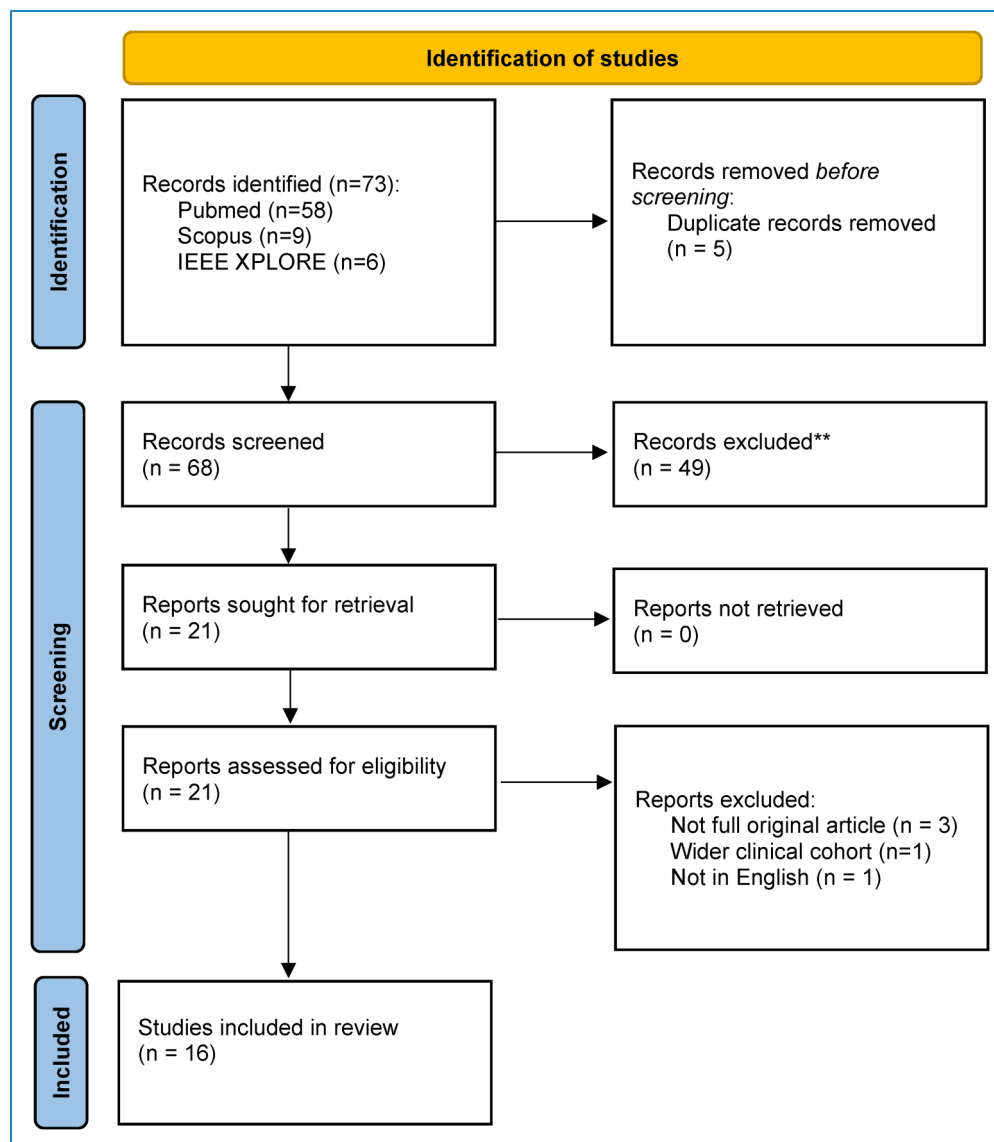 Identification of studies
Identification
Records identified (n=73):
Pubmed (n=58)
Scopus (n=9)
IEEE XPLORE (n=6)
Records removed before
screening:
Duplicate records removed
(n = 5)
Screening
Records screened
(n = 68)
Records excluded**
(n = 49)
Reports sought for retrieval
(n = 21)
Reports not retrieved
(n = 0)
Reports assessed for eligibility
(n = 21)
Reports excluded:
Not full original article (n = 3)
Wider clinical cohort (n=1)
Not in English (n = 1)
Included
Studies included in review
(n = 16)